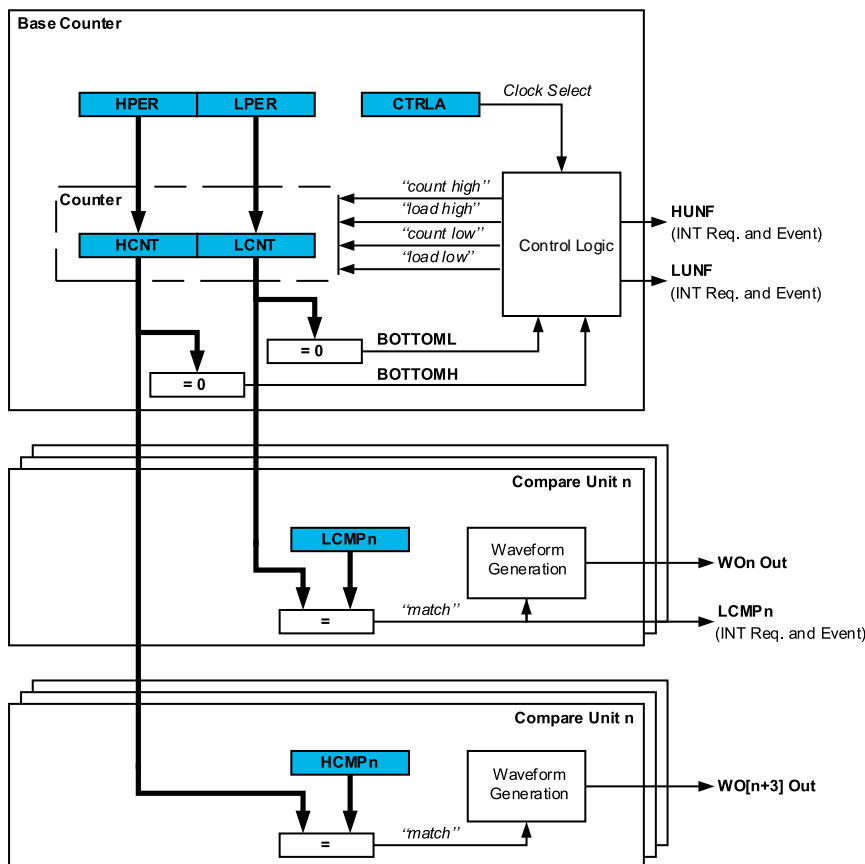 Base Counter
HPER
LPER
CTRLA
Clock Select
Counter
"count high"
"load high"
"count low"
"load low"
Control Logic
HUNF
(INT Req. and Event)
LUNF
(INT Req. and Event)
HCNT
LCNT
= 0
BOTTOML
= 0
BOTTOMH
Compare Unit n
LCMPn
Waveform
Generation
WOn Out
=
"match"
LCMPn
(INT Req. and Event)
Compare Unit n
HCMPn
Waveform
Generation
WO[n+3] Out
=
"match"